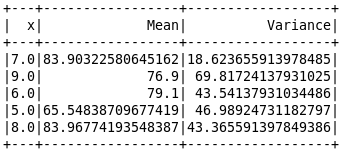 +---+-----------------+------------------+
|  x|             Mean|          Variance|
+---+-----------------+------------------+
|7.0|83.90322580645162|18.623655913978485|
|9.0|             76.9| 69.81724137931025|
|6.0|             79.1| 43.54137931034486|
|5.0|65.54838709677419| 46.98924731182797|
|8.0|83.96774193548387|43.365591397849386|
+---+-----------------+------------------+